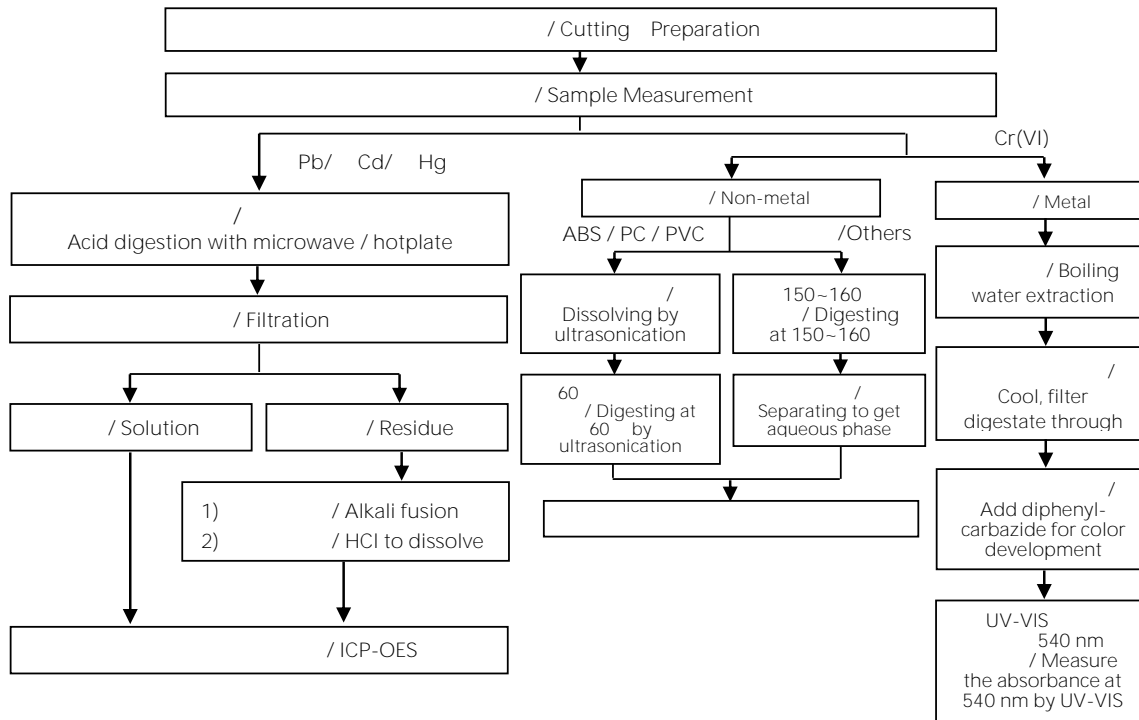 / Cutting Preparation
/ Sample Measurement
Pb/ Cd/ Hg
Cr(VI)
/
Acid digestion with microwave / hotplate
/ Filtration
/ Solution
/ Residue
1) / Alkali fusion
2) / HCl to dissolve
/ ICP-OES
/ Non-metal
ABS / PC / PVC
/Others
/
Dissolving by
ultrasonication
60
/ Digesting at
60 by
ultrasonication
150~160
/ Digesting
at 150~160
/
Separating to get
aqueous phase
/ Metal
/ Boiling
water extraction
/
Cool, filter
digestate through
/
Add diphenyl-
carbazide for color
development
UV-VIS
540 nm
/ Measure
the absorbance at
540 nm by UV-VIS